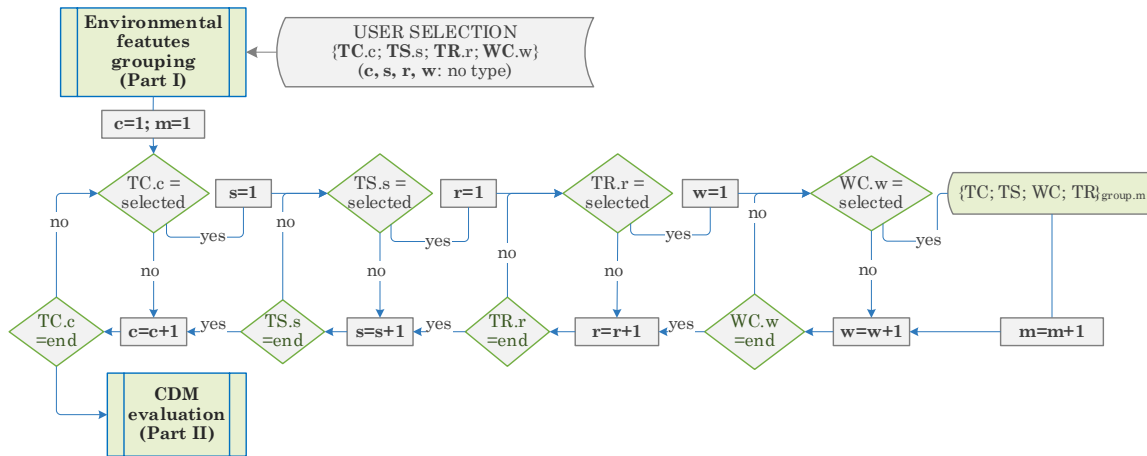 Environmental
featutes
grouping
(Part I)
USER SELECTION
{TC.c; TS.s; TR.r; WC.w}
(c, s, r, w: no type)
c=1; m=1
TC.c =
selected
s=1
TS.s =
selected
r=1
TR.r =
selected
w=1
WC.w =
selected
{TC; TS; WC; TR}group.m
no
yes
no
yes
no
yes
no
yes
no
no
no
no
TC.c
=end
c=c+1
yes
TS.s
=end
s=s+1
yes
TR.r
=end
r=r+1
yes
WC.w
=end
w=w+1
m=m+1
CDM
evaluation
(Part II)